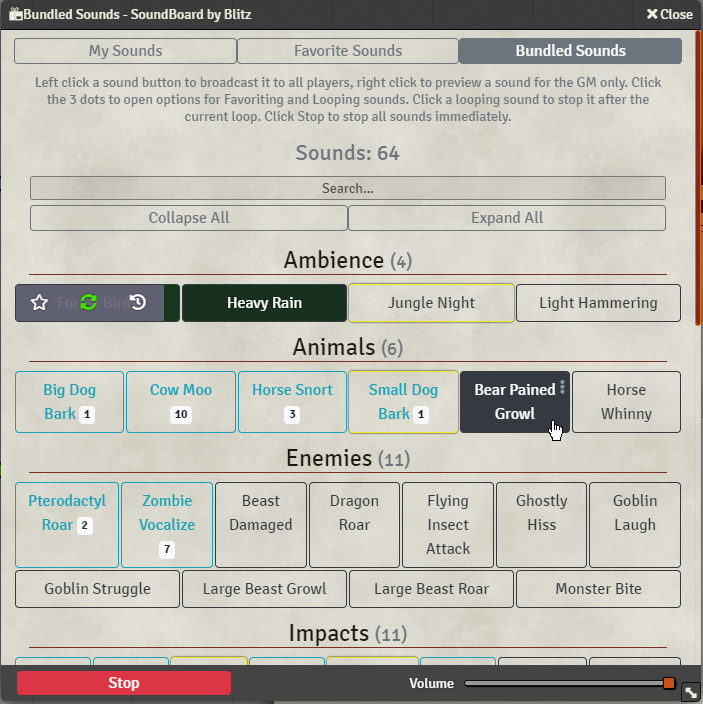 Bundled Sounds - SoundBoard by Blitz
Close
My Sounds
Favorite Sounds
Bundled Sounds
Left click a sound button to broadcast it to all players, right click to preview a sound for the GM only. Click
the 3 dots to open options for Favoriting and Looping sounds. Click a looping sound to stop it after the
current loop. Click Stop to stop all sounds immediately.
Sounds: 64
Search...
Collapse All
Expand All
Ambience (4)
Heavy Rain
Jungle Night
Light Hammering
Animals (6)
Big Dog
Bark 1
Cow Moo
10
Horse Snort
3
Small Dog
Bark 1
Bear Pained
Growl
Horse
Whinny
Enemies (11)
Pterodactyl
Roar 2
Zombie
Vocalize
7
Beast
Damaged
Dragon
Roar
Flying
Insect
Attack
Ghostly
Hiss
Goblin
Laugh
Goblin Struggle
Large Beast Growl
Large Beast Roar
Monster Bite
Impacts (11)
Stop
Volume